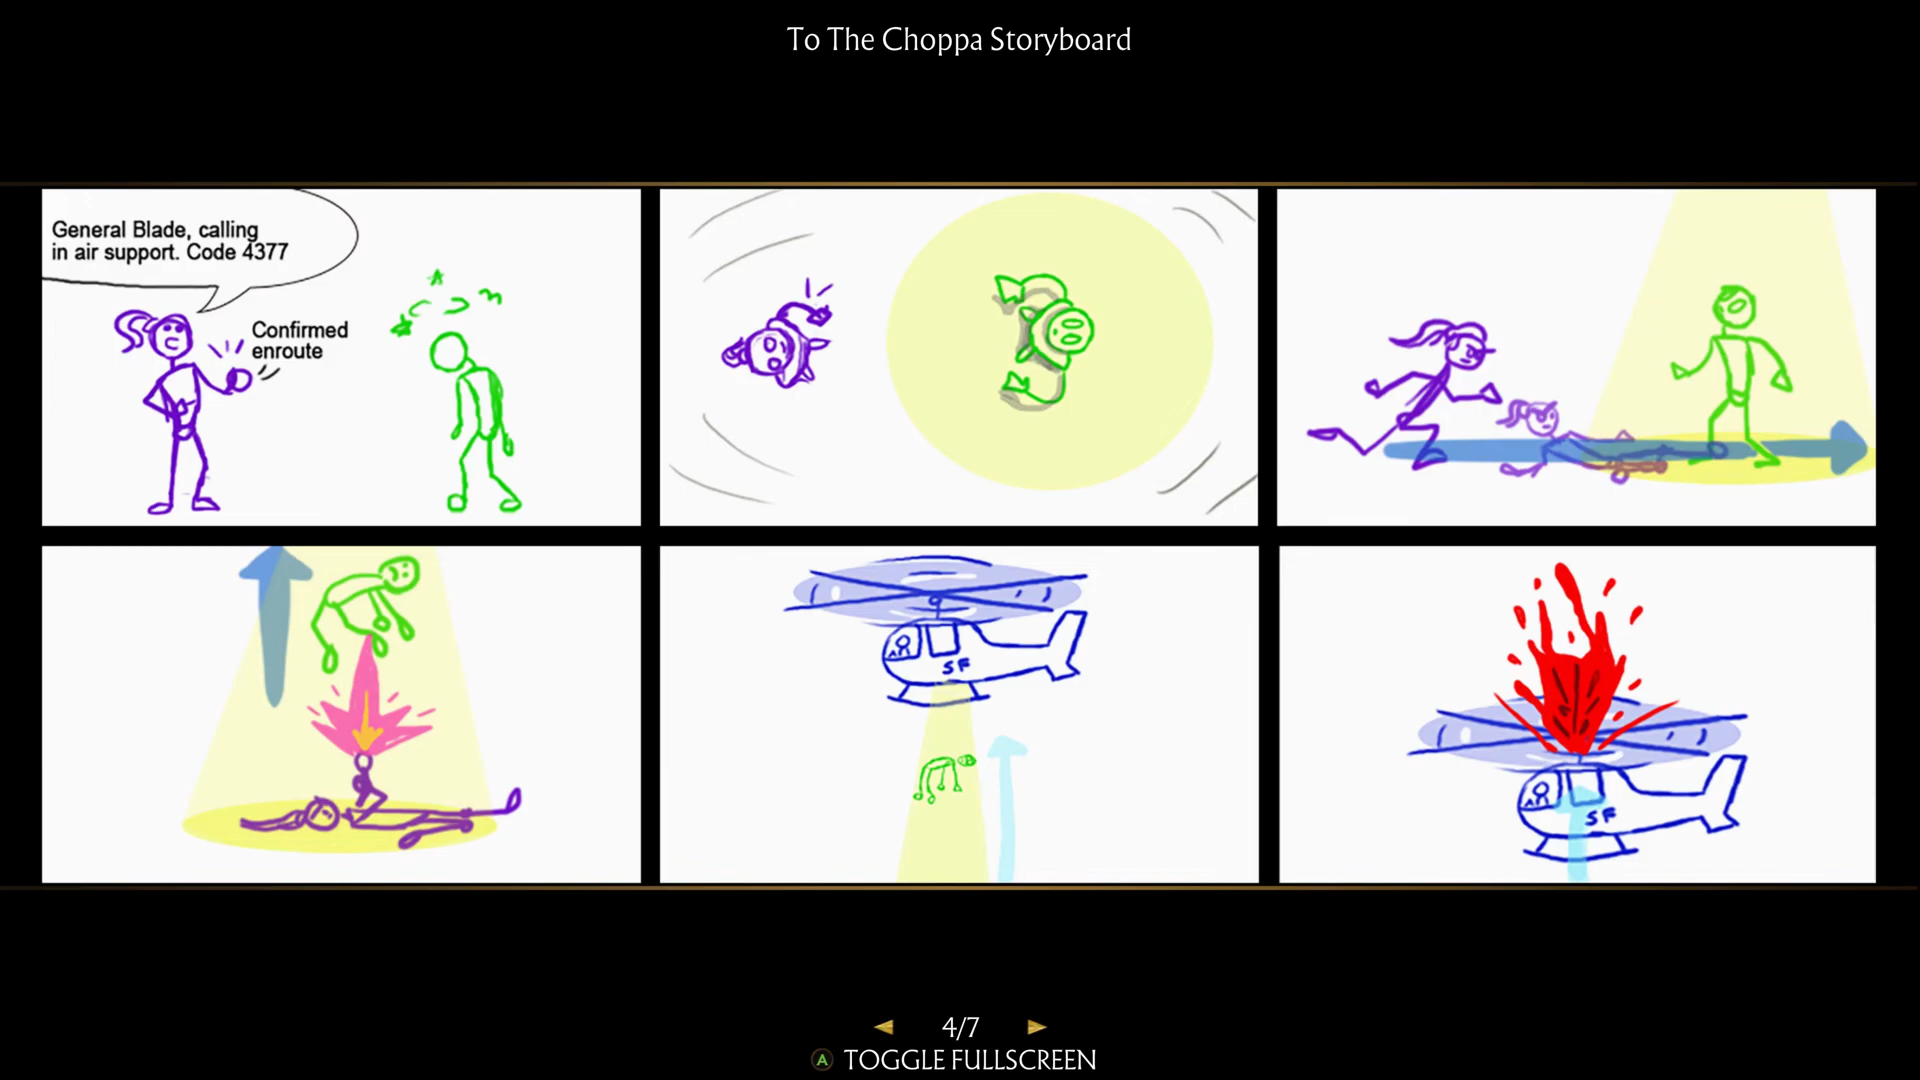 To The Choppa Storyboard
General Blade, calling
in air support. Code 4377
Confirmed
enroute
SF
SF
4/7
A TOGGLE FULLSCREEN